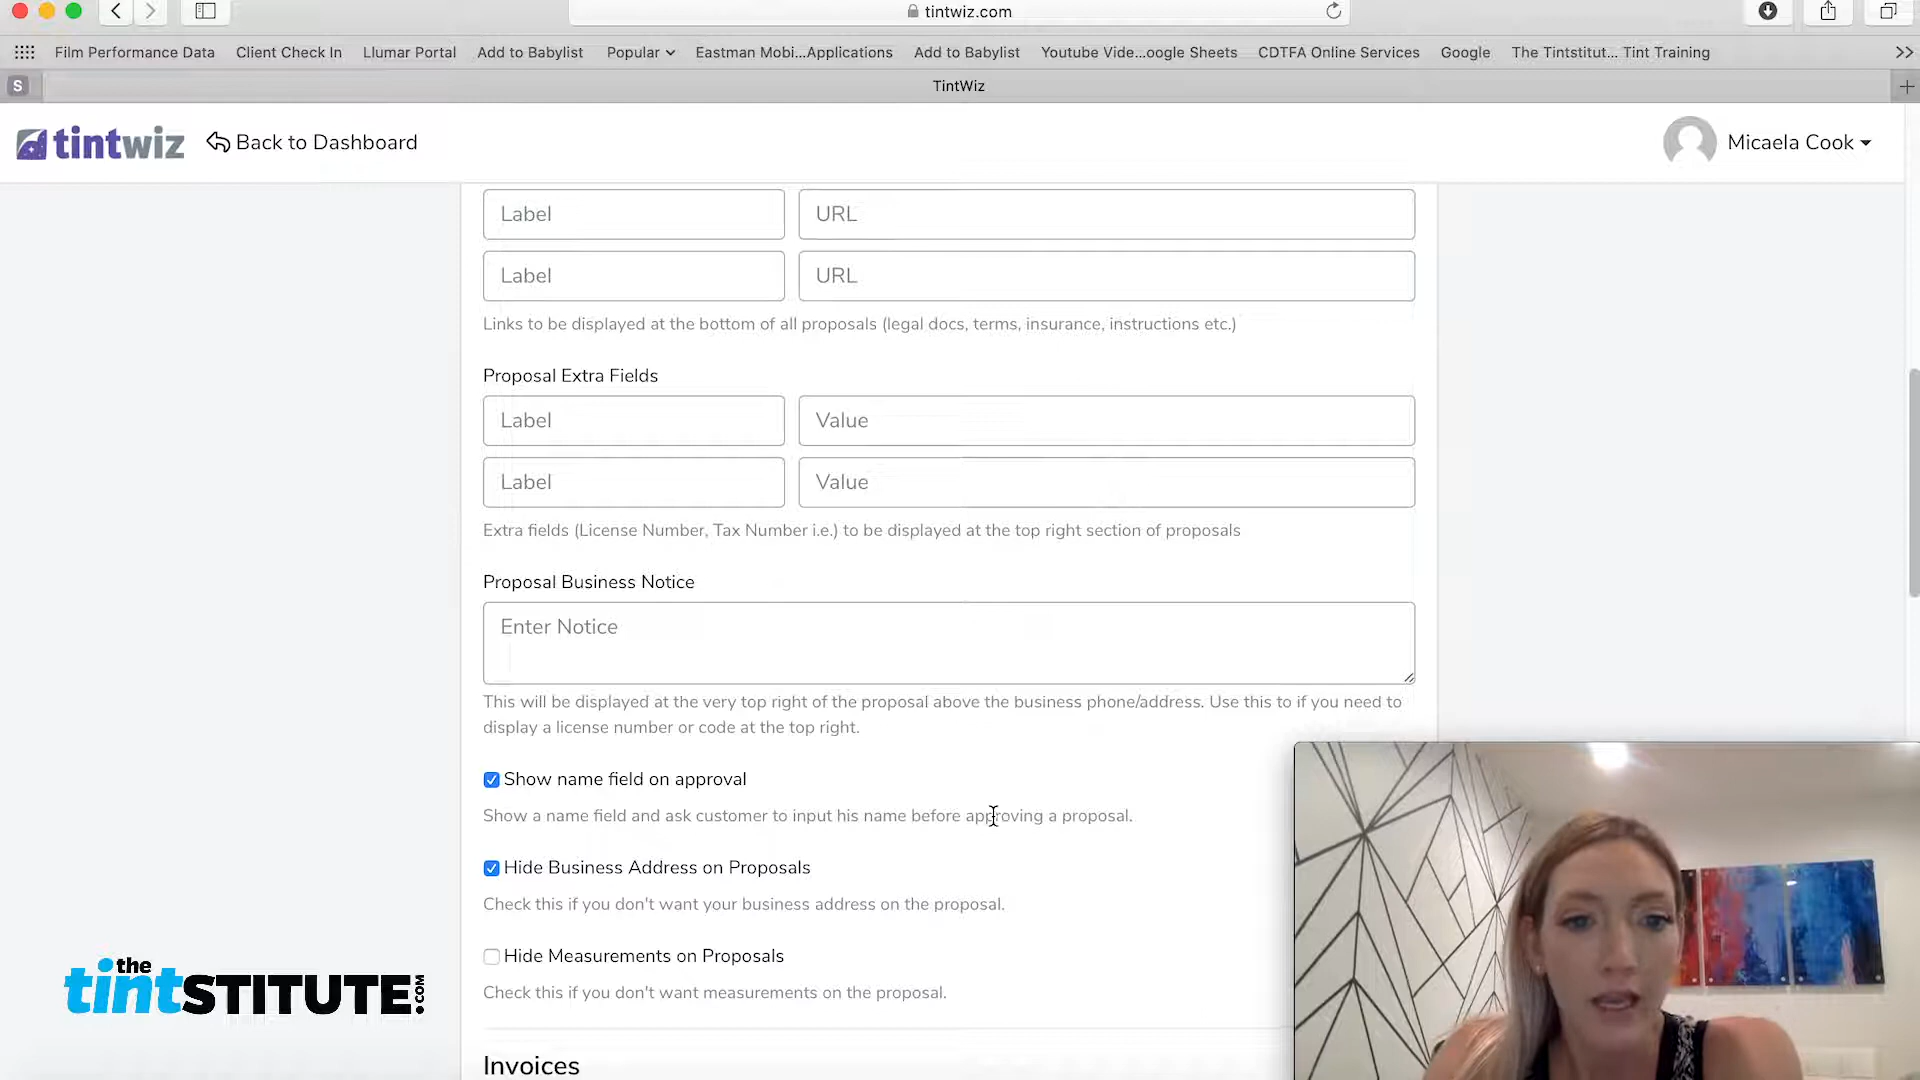 tintwiz.com
Film Performance Data
Client Check In
Llumar Portal
Add to Babylist
Popular
Eastman Mobi...Applications
Add to Babylist
Youtube Vide...oogle Sheets
CDTFA Online Services
Google
The Tintstitut... Tint Training
S
TintWiz
tintwiz
Back to Dashboard
Micaela Cook
Label
URL
Label
URL
Links to be displayed at the bottom of all proposals (legal docs, terms, insurance, instructions etc.)
Proposal Extra Fields
Label
Value
Label
Value
Extra fields (License Number, Tax Number i.e.) to be displayed at the top right section of proposals
Proposal Business Notice
Enter Notice
This will be displayed at the very top right of the proposal above the business phone/address. Use this to if you need to
display a license number or code at the top right.
Show name field on approval
Show a name field and ask customer to input his name before approving a proposal.
Hide Business Address on Proposals
Check this if you don't want your business address on the proposal.
Hide Measurements on Proposals
Check this if you don't want measurements on the proposal.
Invoices
the
tintSTITUTE.COM